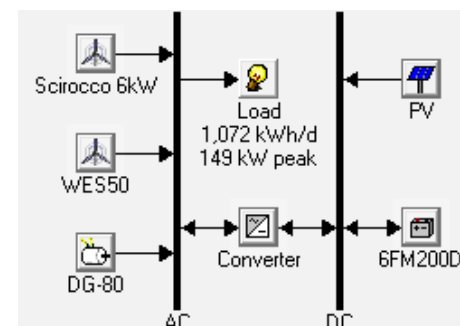 Scirocco 6kW
Load
1,072 kWh/d
149 kW peak
PV
WES50
DG-80
Converter
6FM200D
AC
DC